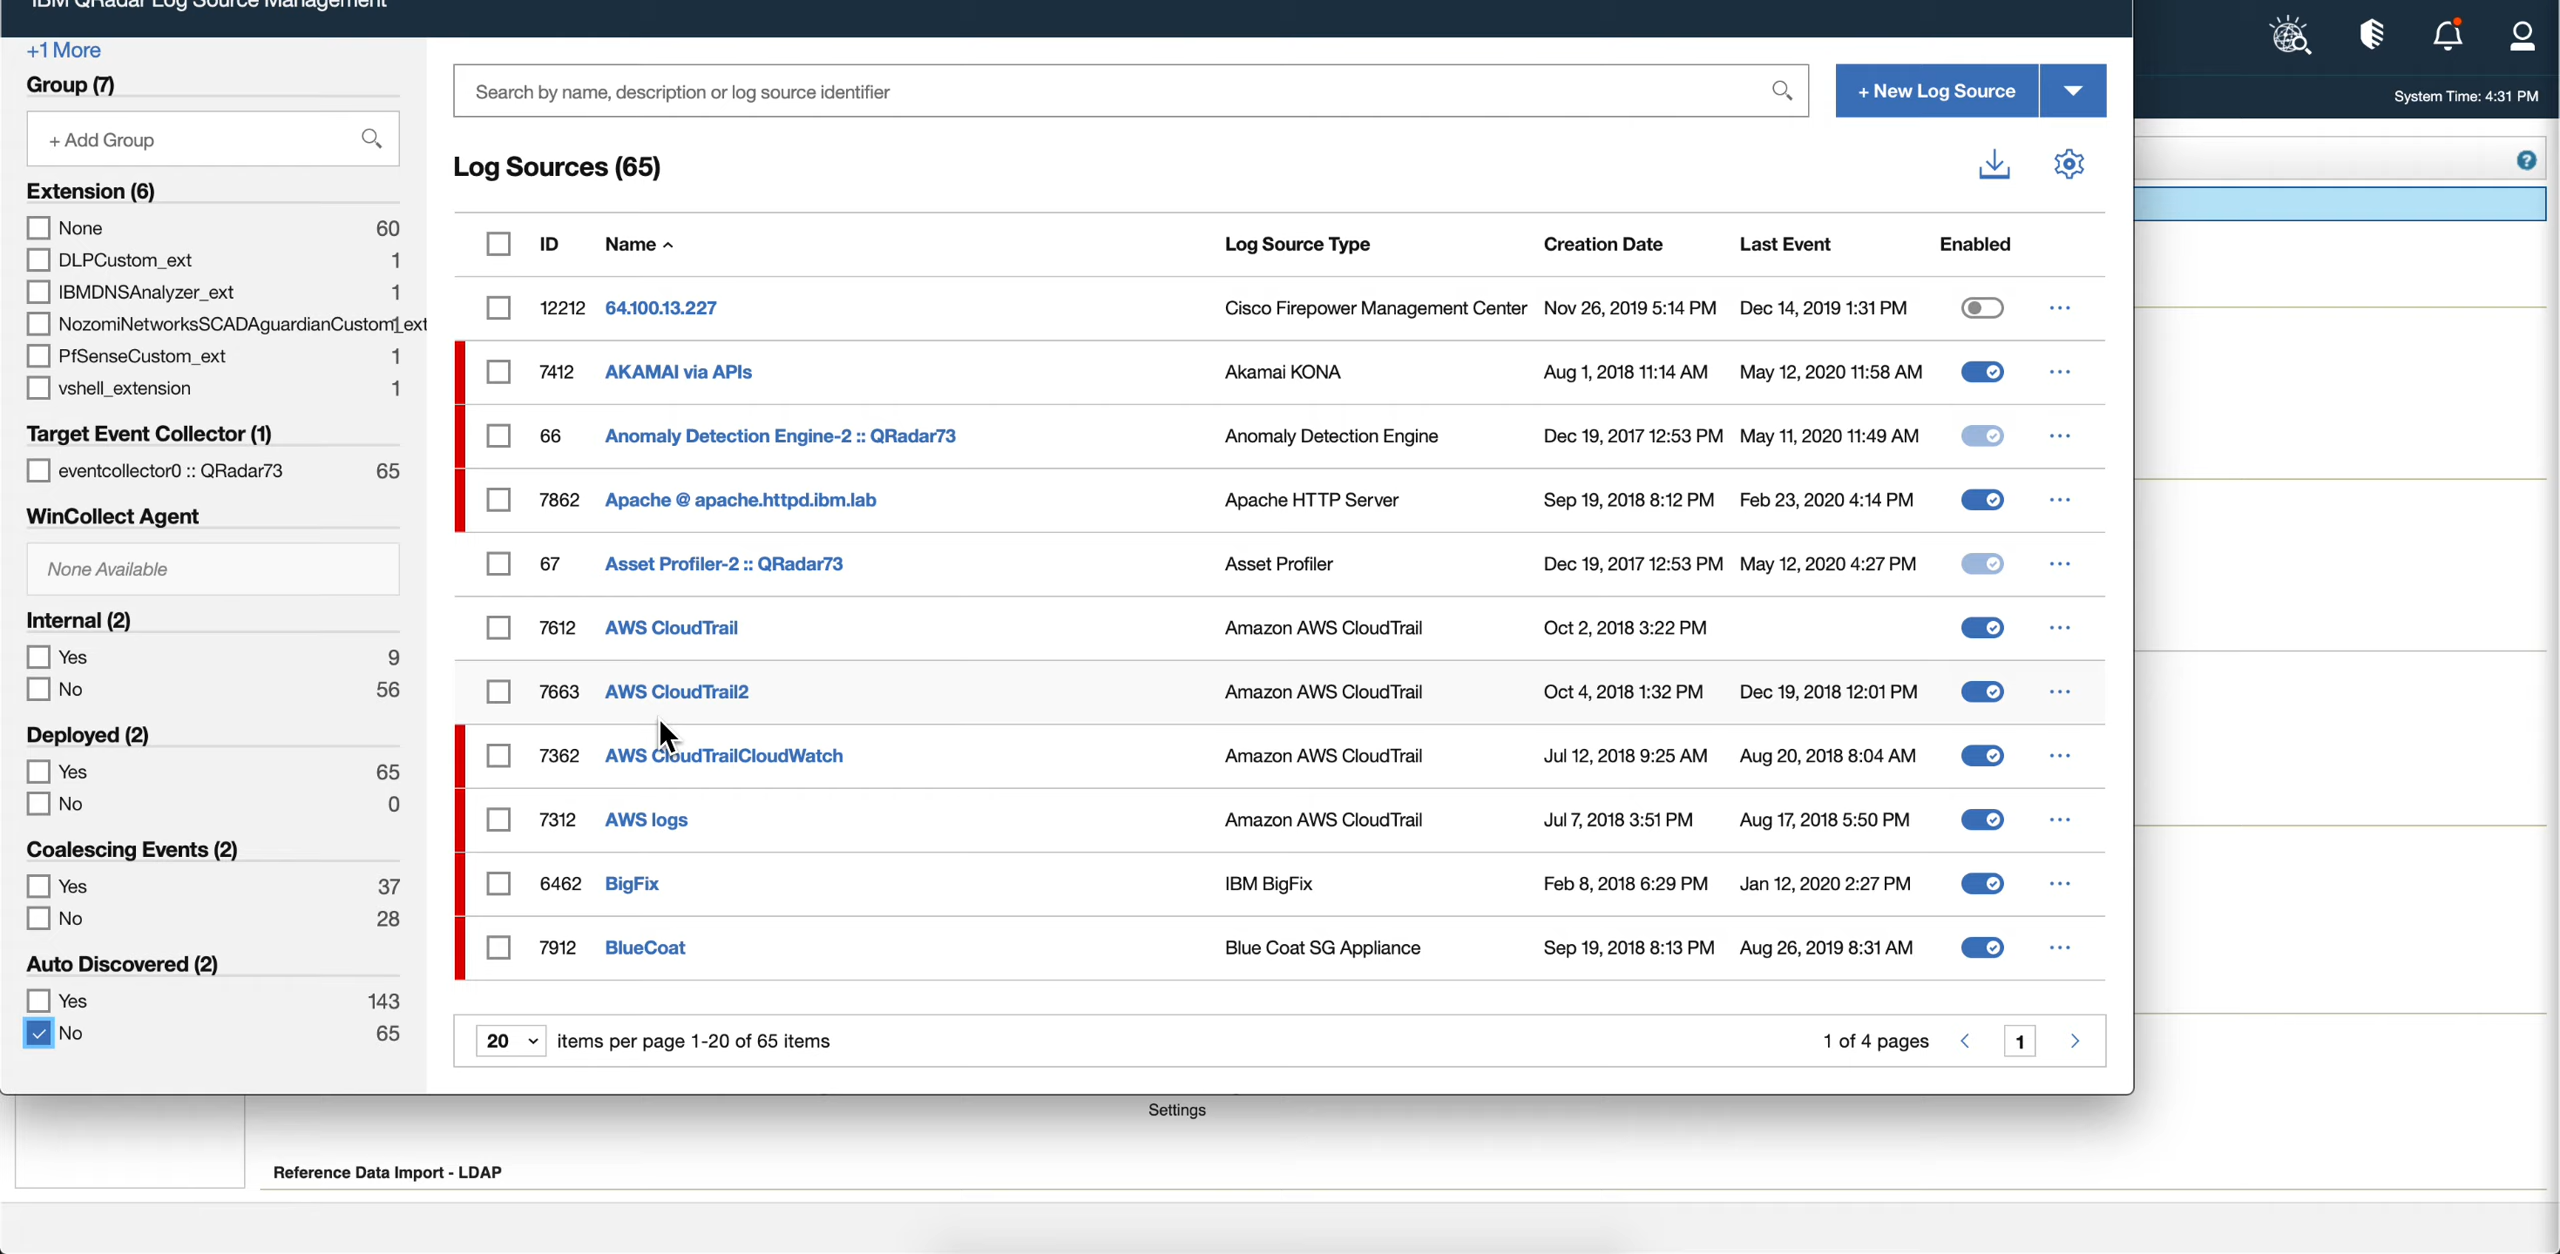 IBM QRadar Log Source Management
+1 More
Group (7)
+ Add Group
Extension (6)
None 60
DLPCustom_ext 1
IBMDNSAnalyzer_ext 1
NozomiNetworksSCADAguardianCustom_ext 1
PfSenseCustom_ext 1
vshell_extension 1
Target Event Collector (1)
eventcollector0 :: QRadar73 65
WinCollect Agent
None Available
Internal (2)
Yes 9
No 56
Deployed (2)
Yes 65
No 0
Coalescing Events (2)
Yes 37
No 28
Auto Discovered (2)
Yes 143
No 65
Search by name, description or log source identifier
+ New Log Source
Log Sources (65)
ID Name Log Source Type Creation Date Last Event Enabled
12212 64.100.13.227 Cisco Firepower Management Center Nov 26, 2019 5:14 PM Dec 14, 2019 1:31 PM ...
7412 AKAMAI via APIs Akamai KONA Aug 1, 2018 11:14 AM May 12, 2020 11:58 AM ...
66 Anomaly Detection Engine-2 :: QRadar73 Anomaly Detection Engine Dec 19, 2017 12:53 PM May 11, 2020 11:49 AM ...
7862 Apache @ apache.httpd.ibm.lab Apache HTTP Server Sep 19, 2018 8:12 PM Feb 23, 2020 4:14 PM ...
67 Asset Profiler-2 :: QRadar73 Asset Profiler Dec 19, 2017 12:53 PM May 12, 2020 4:27 PM ...
7612 AWS CloudTrail Amazon AWS CloudTrail Oct 2, 2018 3:22 PM ...
7663 AWS CloudTrail2 Amazon AWS CloudTrail Oct 4, 2018 1:32 PM Dec 19, 2018 12:01 PM ...
7362 AWS CloudTrailCloudWatch Amazon AWS CloudTrail Jul 12, 2018 9:25 AM Aug 20, 2018 8:04 AM ...
7312 AWS logs Amazon AWS CloudTrail Jul 7, 2018 3:51 PM Aug 17, 2018 5:50 PM ...
6462 BigFix IBM BigFix Feb 8, 2018 6:29 PM Jan 12, 2020 2:27 PM ...
7912 BlueCoat Blue Coat SG Appliance Sep 19, 2018 8:13 PM Aug 26, 2019 8:31 AM ...
20 items per page 1-20 of 65 items 1 of 4 pages 1
System Time: 4:31 PM
?
Settings
Reference Data Import - LDAP